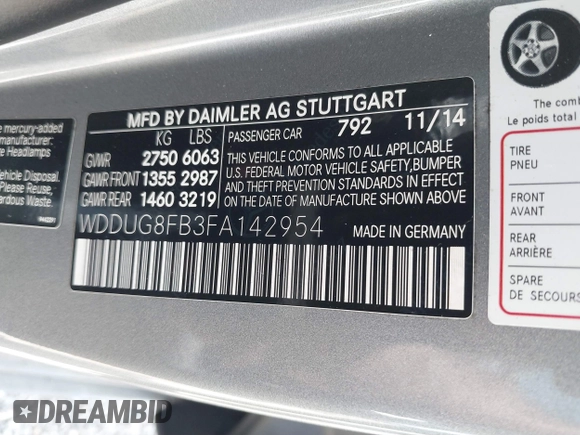 MFD BY DAIMLER AG STUTTGART
KG LBS PASSENGER CAR 792 11/14
GVWR 2750 6063
GAWR FRONT 1355 2987
GAWR REAR 1460 3219
THIS VEHICLE CONFORMS TO ALL APPLICABLE
U.S. FEDERAL MOTOR VEHICLE SAFETY, BUMPER
AND THEFT PREVENTION STANDARDS IN EFFECT
ON THE DATE OF MANUFACTURE SHOWN ABOVE.
WDDUG8FB3FA142954 MADE IN GERMANY
mercury-added
manufacturer:
Headlamps
Vehicle Disposal.
Please Reuse,
Hazardous Waste.
The comb
Le poids total
TIRE
PNEU
FRONT
AVANT
REAR
ARRIÈRE
SPARE
DE SECOURS
DREAMBID